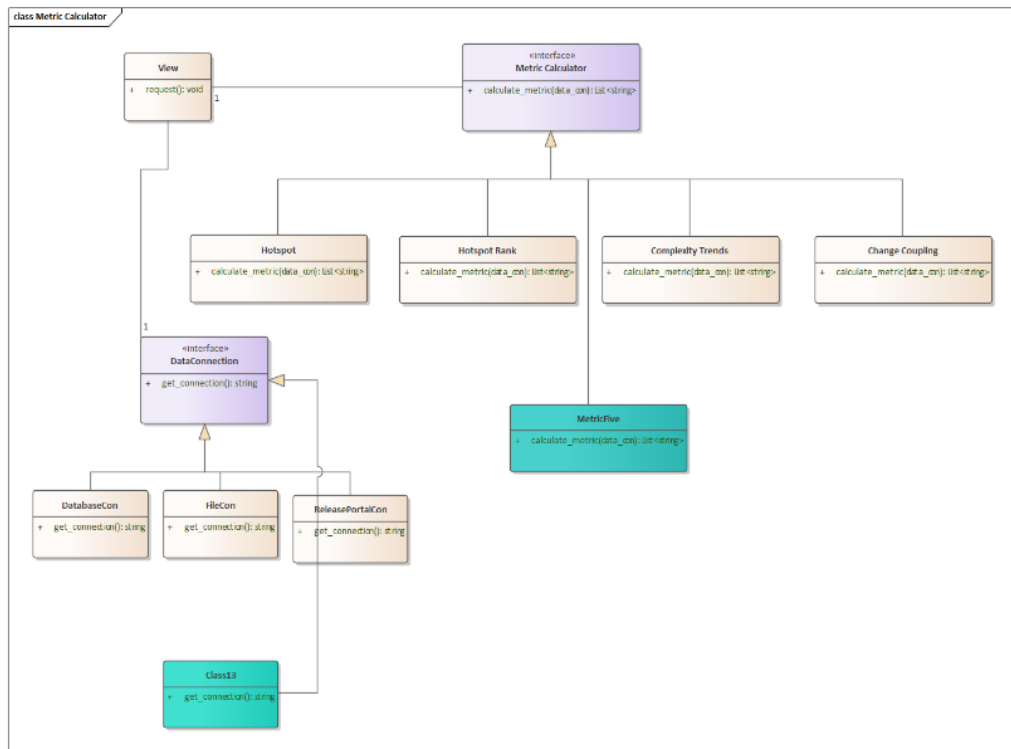 class Metric Calculator
View
+ request(): void
1
«interface»
Metric Calculator
+ calculate_metric(data_con): List<string>
Hotspot
+ calculate_metric(data_con): List<string>
Hotspot Rank
+ calculate_metric(data_con): List<string>
Complexity Trends
+ calculate_metric(data_con): List<string>
Change Coupling
+ calculate_metric(data_con): List<string>
1
«interface»
DataConnection
+ get_connection(): string
MetricFive
+ calculate_metric(data_con): List<string>
DatabaseCon
+ get_connection(): string
FileCon
+ get_connection(): string
ReleasePortalCon
+ get_connection(): string
Class13
+ get_connection(): string